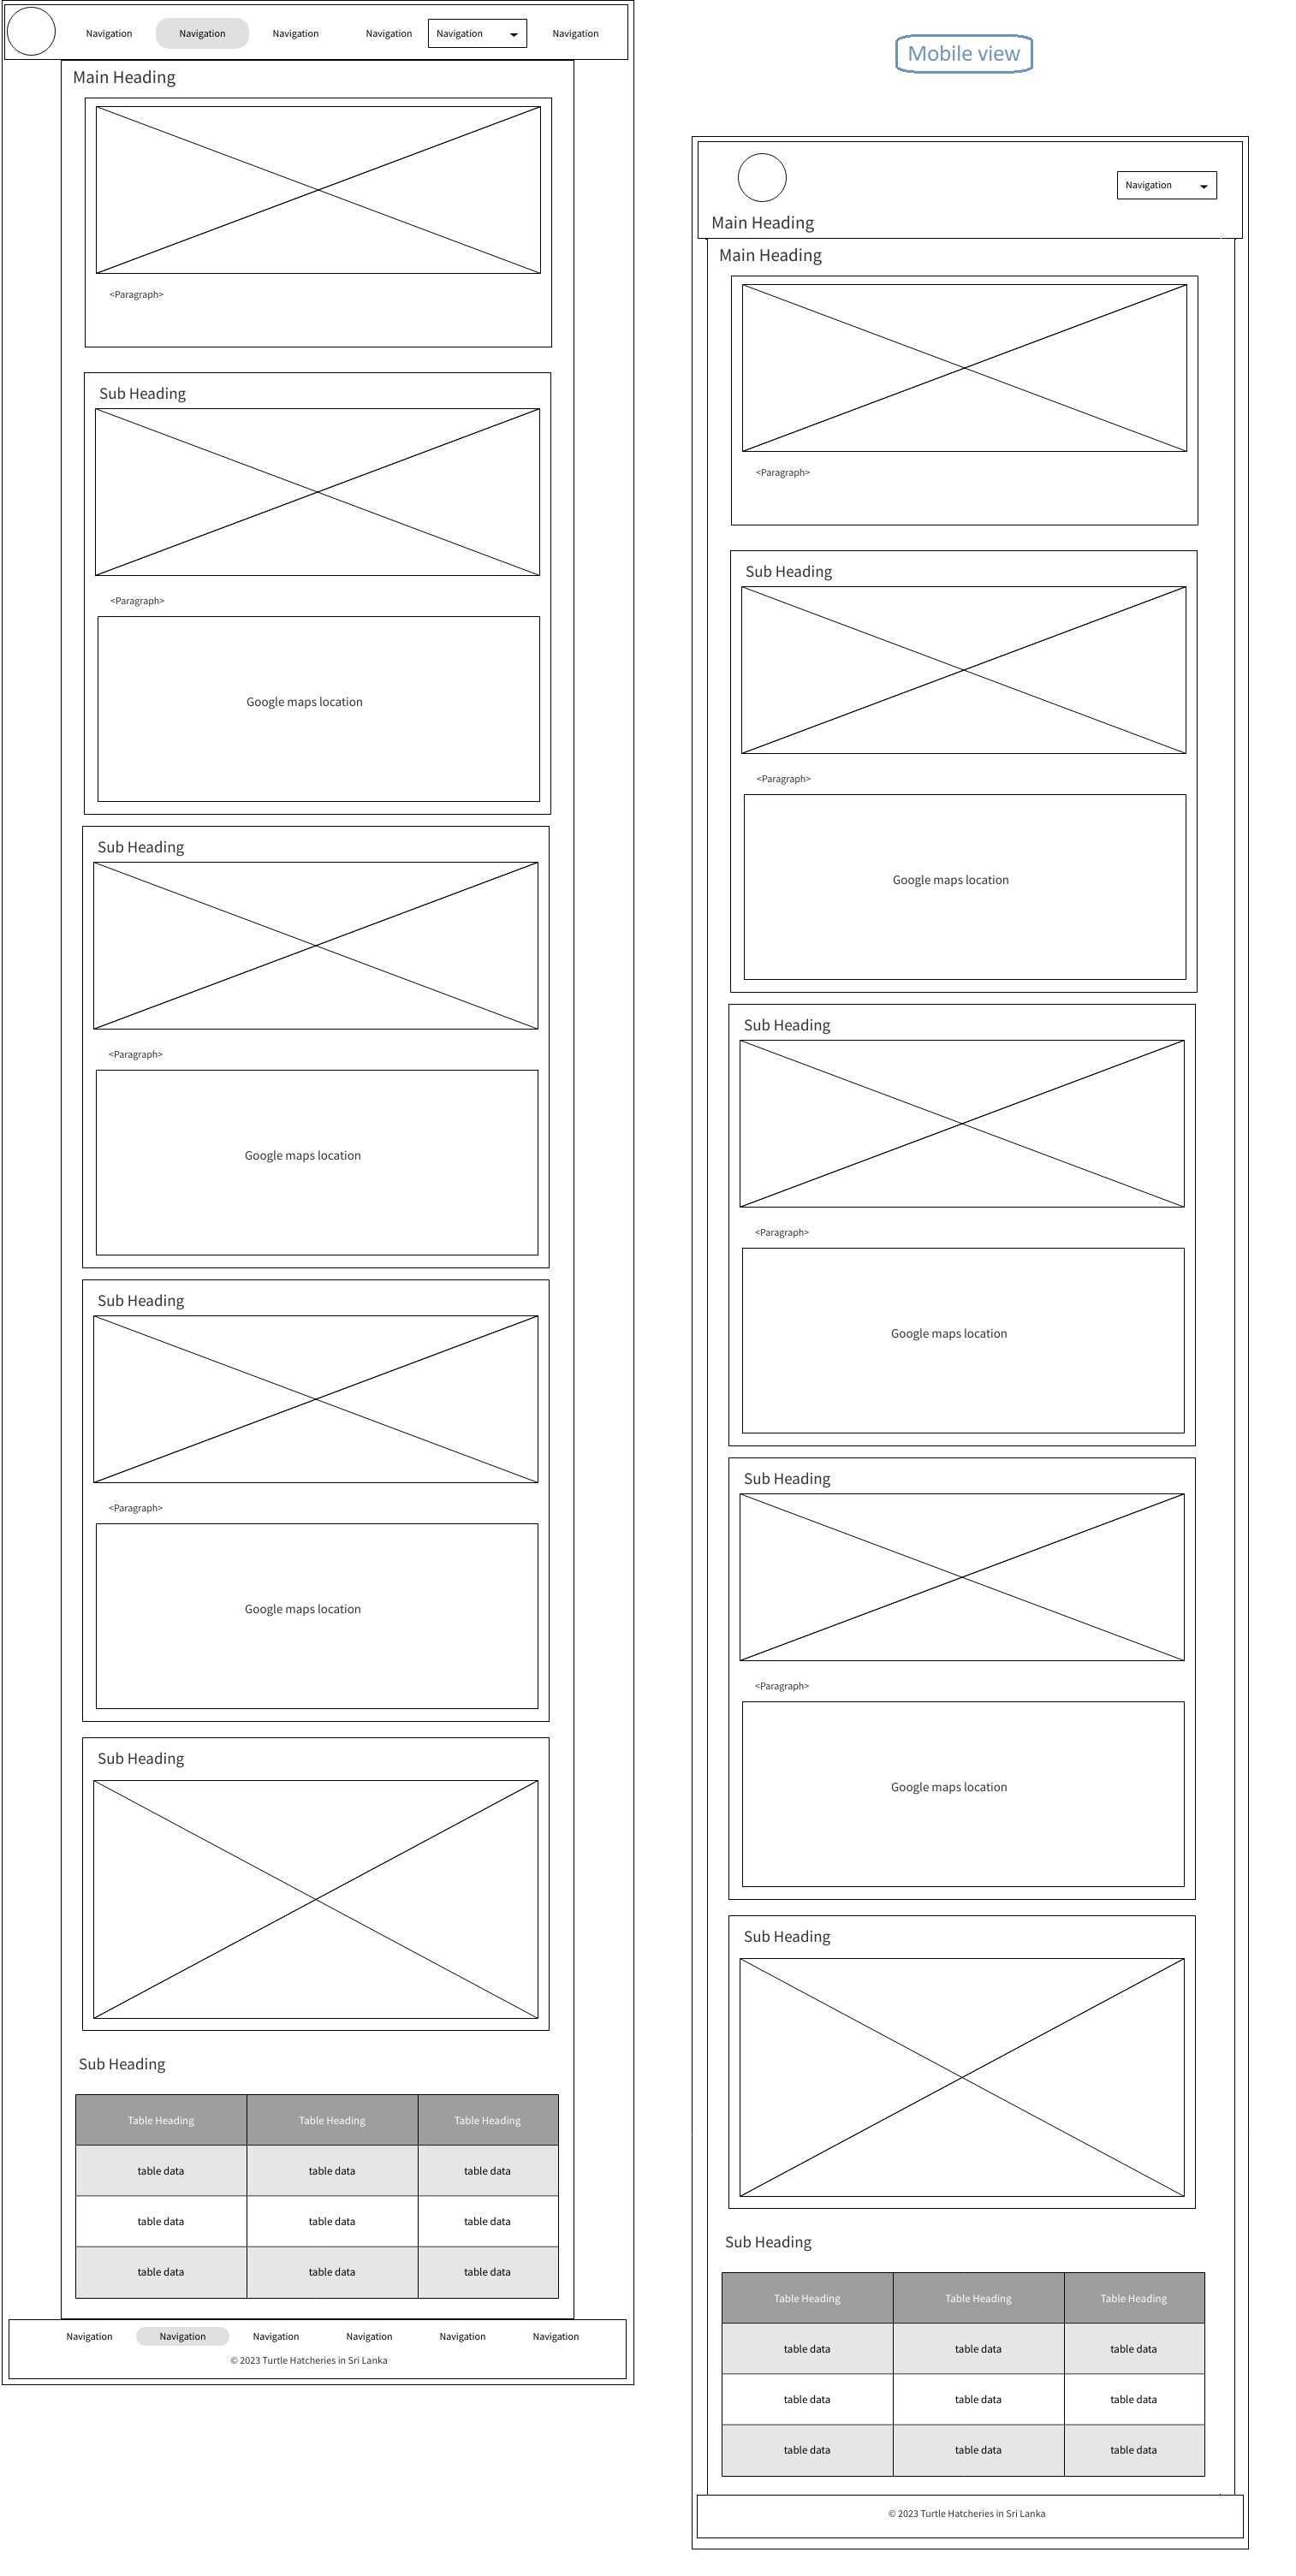 Navigation Navigation Navigation Navigation Navigation Navigation
Main Heading
<Paragraph>
Sub Heading
<Paragraph>
Google maps location
Sub Heading
<Paragraph>
Google maps location
Sub Heading
<Paragraph>
Google maps location
Sub Heading
Sub Heading
Table Heading Table Heading Table Heading
table data table data table data
table data table data table data
table data table data table data
Navigation Navigation Navigation Navigation Navigation Navigation
© 2023 Turtle Hatcheries in Sri Lanka
Mobile view
Navigation
Main Heading
Main Heading
<Paragraph>
Sub Heading
<Paragraph>
Google maps location
Sub Heading
<Paragraph>
Google maps location
Sub Heading
<Paragraph>
Google maps location
Sub Heading
Sub Heading
Table Heading Table Heading Table Heading
table data table data table data
table data table data table data
table data table data table data
© 2023 Turtle Hatcheries in Sri Lanka